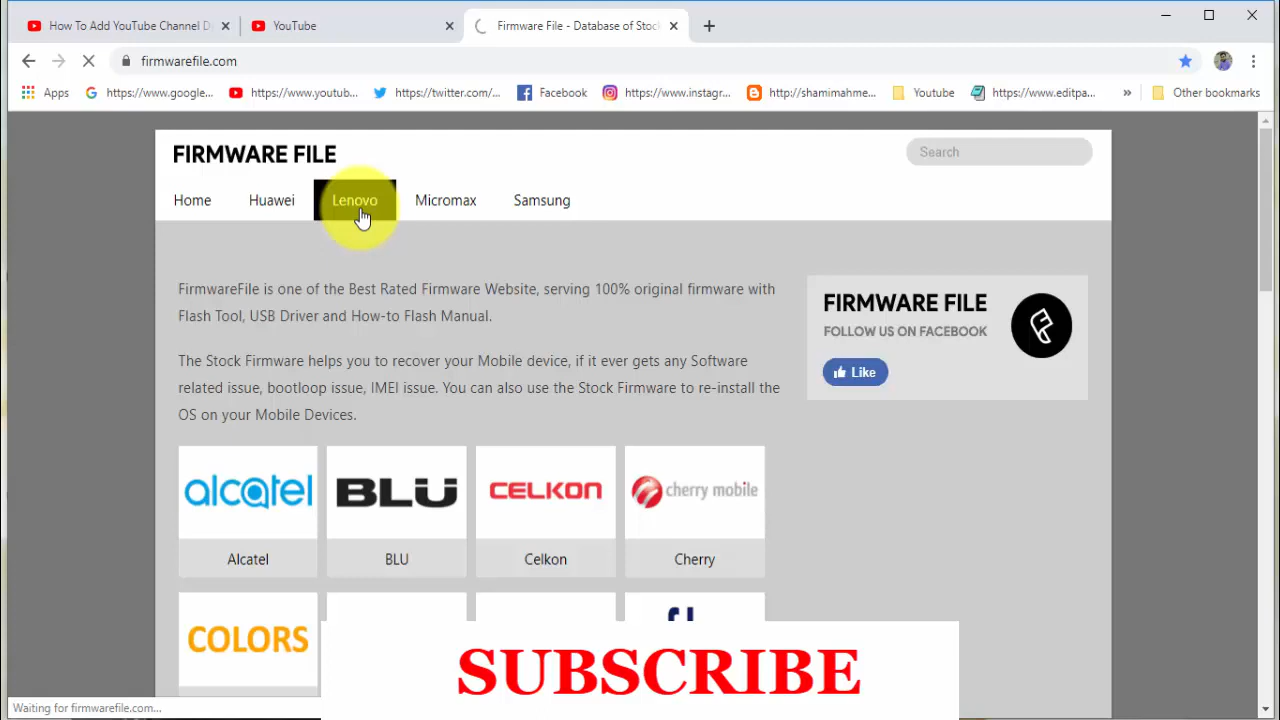 How To Add YouTube Channel D
YouTube
Firmware File - Database of Stock
firmwarefile.com
Apps
https://www.google...
https://www.youtub...
https://twitter.com/...
Facebook
https://www.instagr...
http://shamimahme...
Youtube
https://www.editpa...
»
Other bookmarks
FIRMWARE FILE
Search
Home
Huawei
Lenovo
Micromax
Samsung
FirmwareFile is one of the Best Rated Firmware Website, serving 100% original firmware with
Flash Tool, USB Driver and How-to Flash Manual.
The Stock Firmware helps you to recover your Mobile device, if it ever gets any Software
related issue, bootloop issue, IMEI issue. You can also use the Stock Firmware to re-install the
OS on your Mobile Devices.
FIRMWARE FILE
FOLLOW US ON FACEBOOK
Like
alcatel
BLU
CELKON
cherry mobile
Alcatel
BLU
Celkon
Cherry
COLORS
SUBSCRIBE
Waiting for firmwarefile.com...